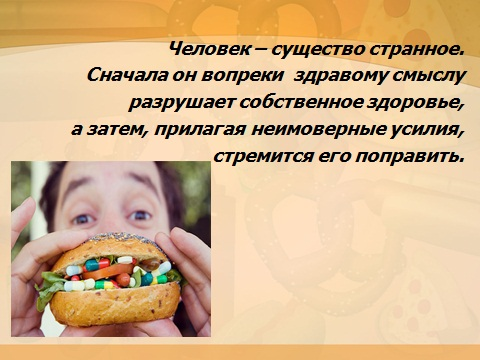 Человек – существо странное.
Сначала он вопреки здравому смыслу
разрушает собственное здоровье,
а затем, прилагая неимоверные усилия,
стремится его поправить.